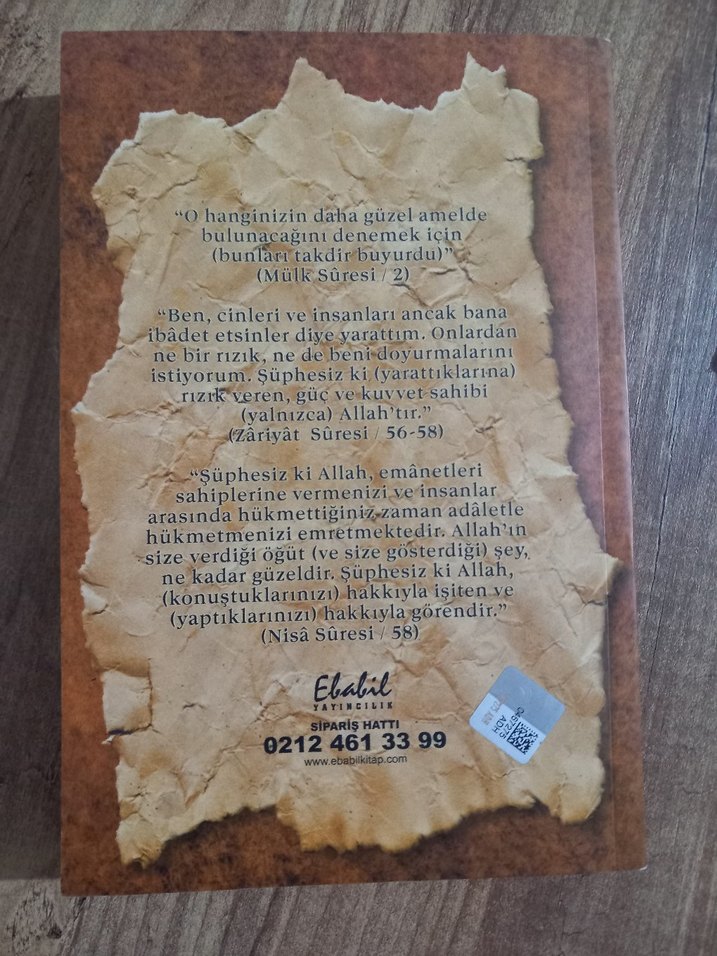 “O hanginizin daha güzel amelde
bulunacağını denemek için
(bunları takdir buyurdu)”
(Mülk Sûresi / 2)
“Ben, cinleri ve insanları ancak bana
ibâdet etsinler diye yarattım. Onlardan
ne bir rızık, ne de beni doyurmalarını
istiyorum. Şüphesiz ki (yarattıklarına)
rızık veren, güç ve kuvvet sahibi
(yalnızca) Allah’tır.”
(Zâriyât Sûresi / 56-58)
“Şüphesiz ki Allah, emânetleri
sahiplerine vermenizi ve insanlar
arasında hükmettiğiniz zaman adâletle
hükmetmenizi emretmektedir. Allah’ın
size verdiği öğüt (ve size gösterdiği) şey,
ne kadar güzeldir. Şüphesiz ki Allah,
(konuştuklarınızı) hakkıyla işiten ve
(yaptıklarınızı) hakkıyla görendir.”
(Nisâ Sûresi / 58)
Ebabil
YAYINCILIK
SİPARİŞ HATTI
0212 461 33 99
www.ebabilkitap.com